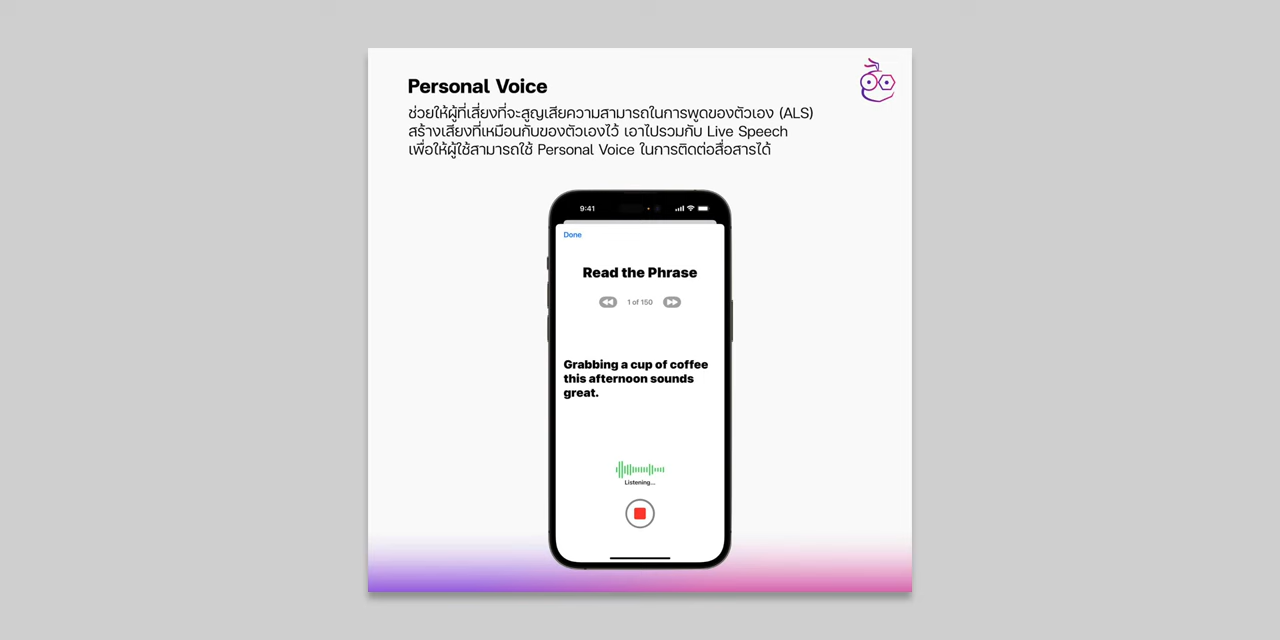 Personal Voice
ช่วยให้ผู้ที่เสี่ยงที่จะสูญเสียความสามารถในการพูดของตัวเอง (ALS)
สร้างเสียงที่เหมือนกับของตัวเองไว้ เอาไปรวมกับ Live Speech
เพื่อให้ผู้ใช้สามารถใช้ Personal Voice ในการติดต่อสื่อสารได้
9:41
Done
Read the Phrase
1 of 150
Grabbing a cup of coffee
this afternoon sounds
great.
Listening...